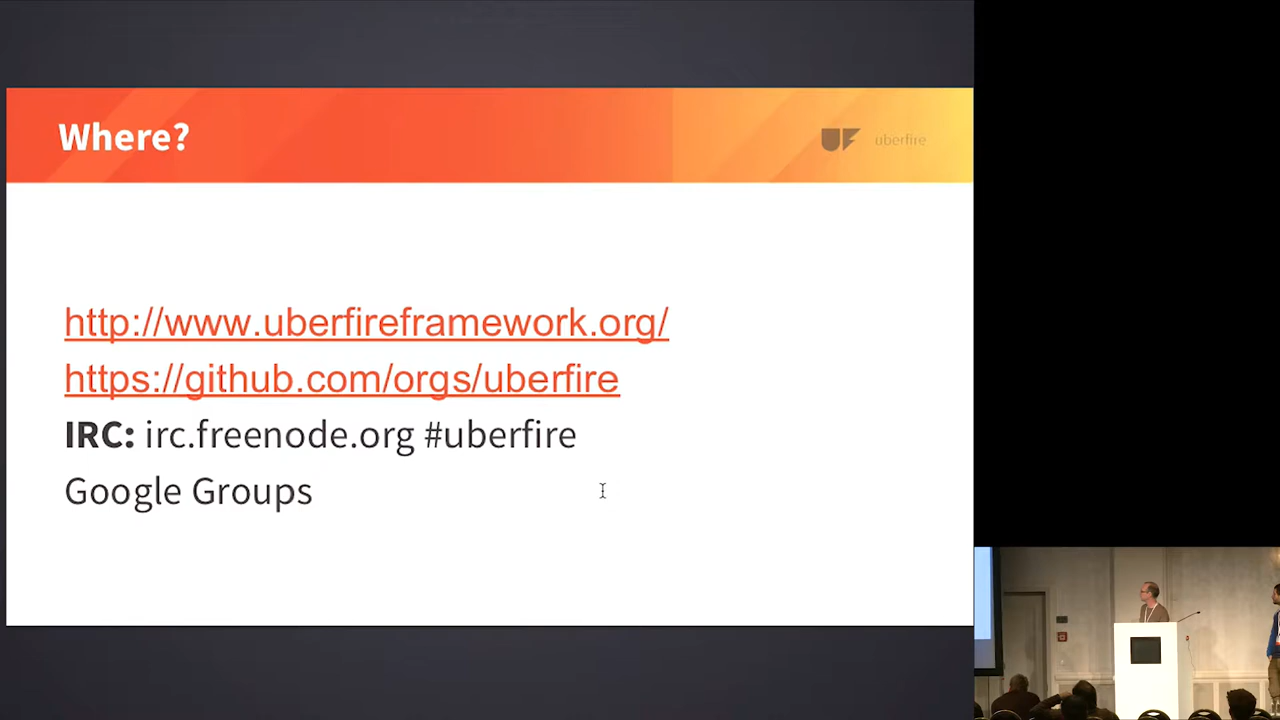 Where?
uberfire
http://www.uberfireframework.org/
https://github.com/orgs/uberfire
IRC: irc.freenode.org #uberfire
Google Groups